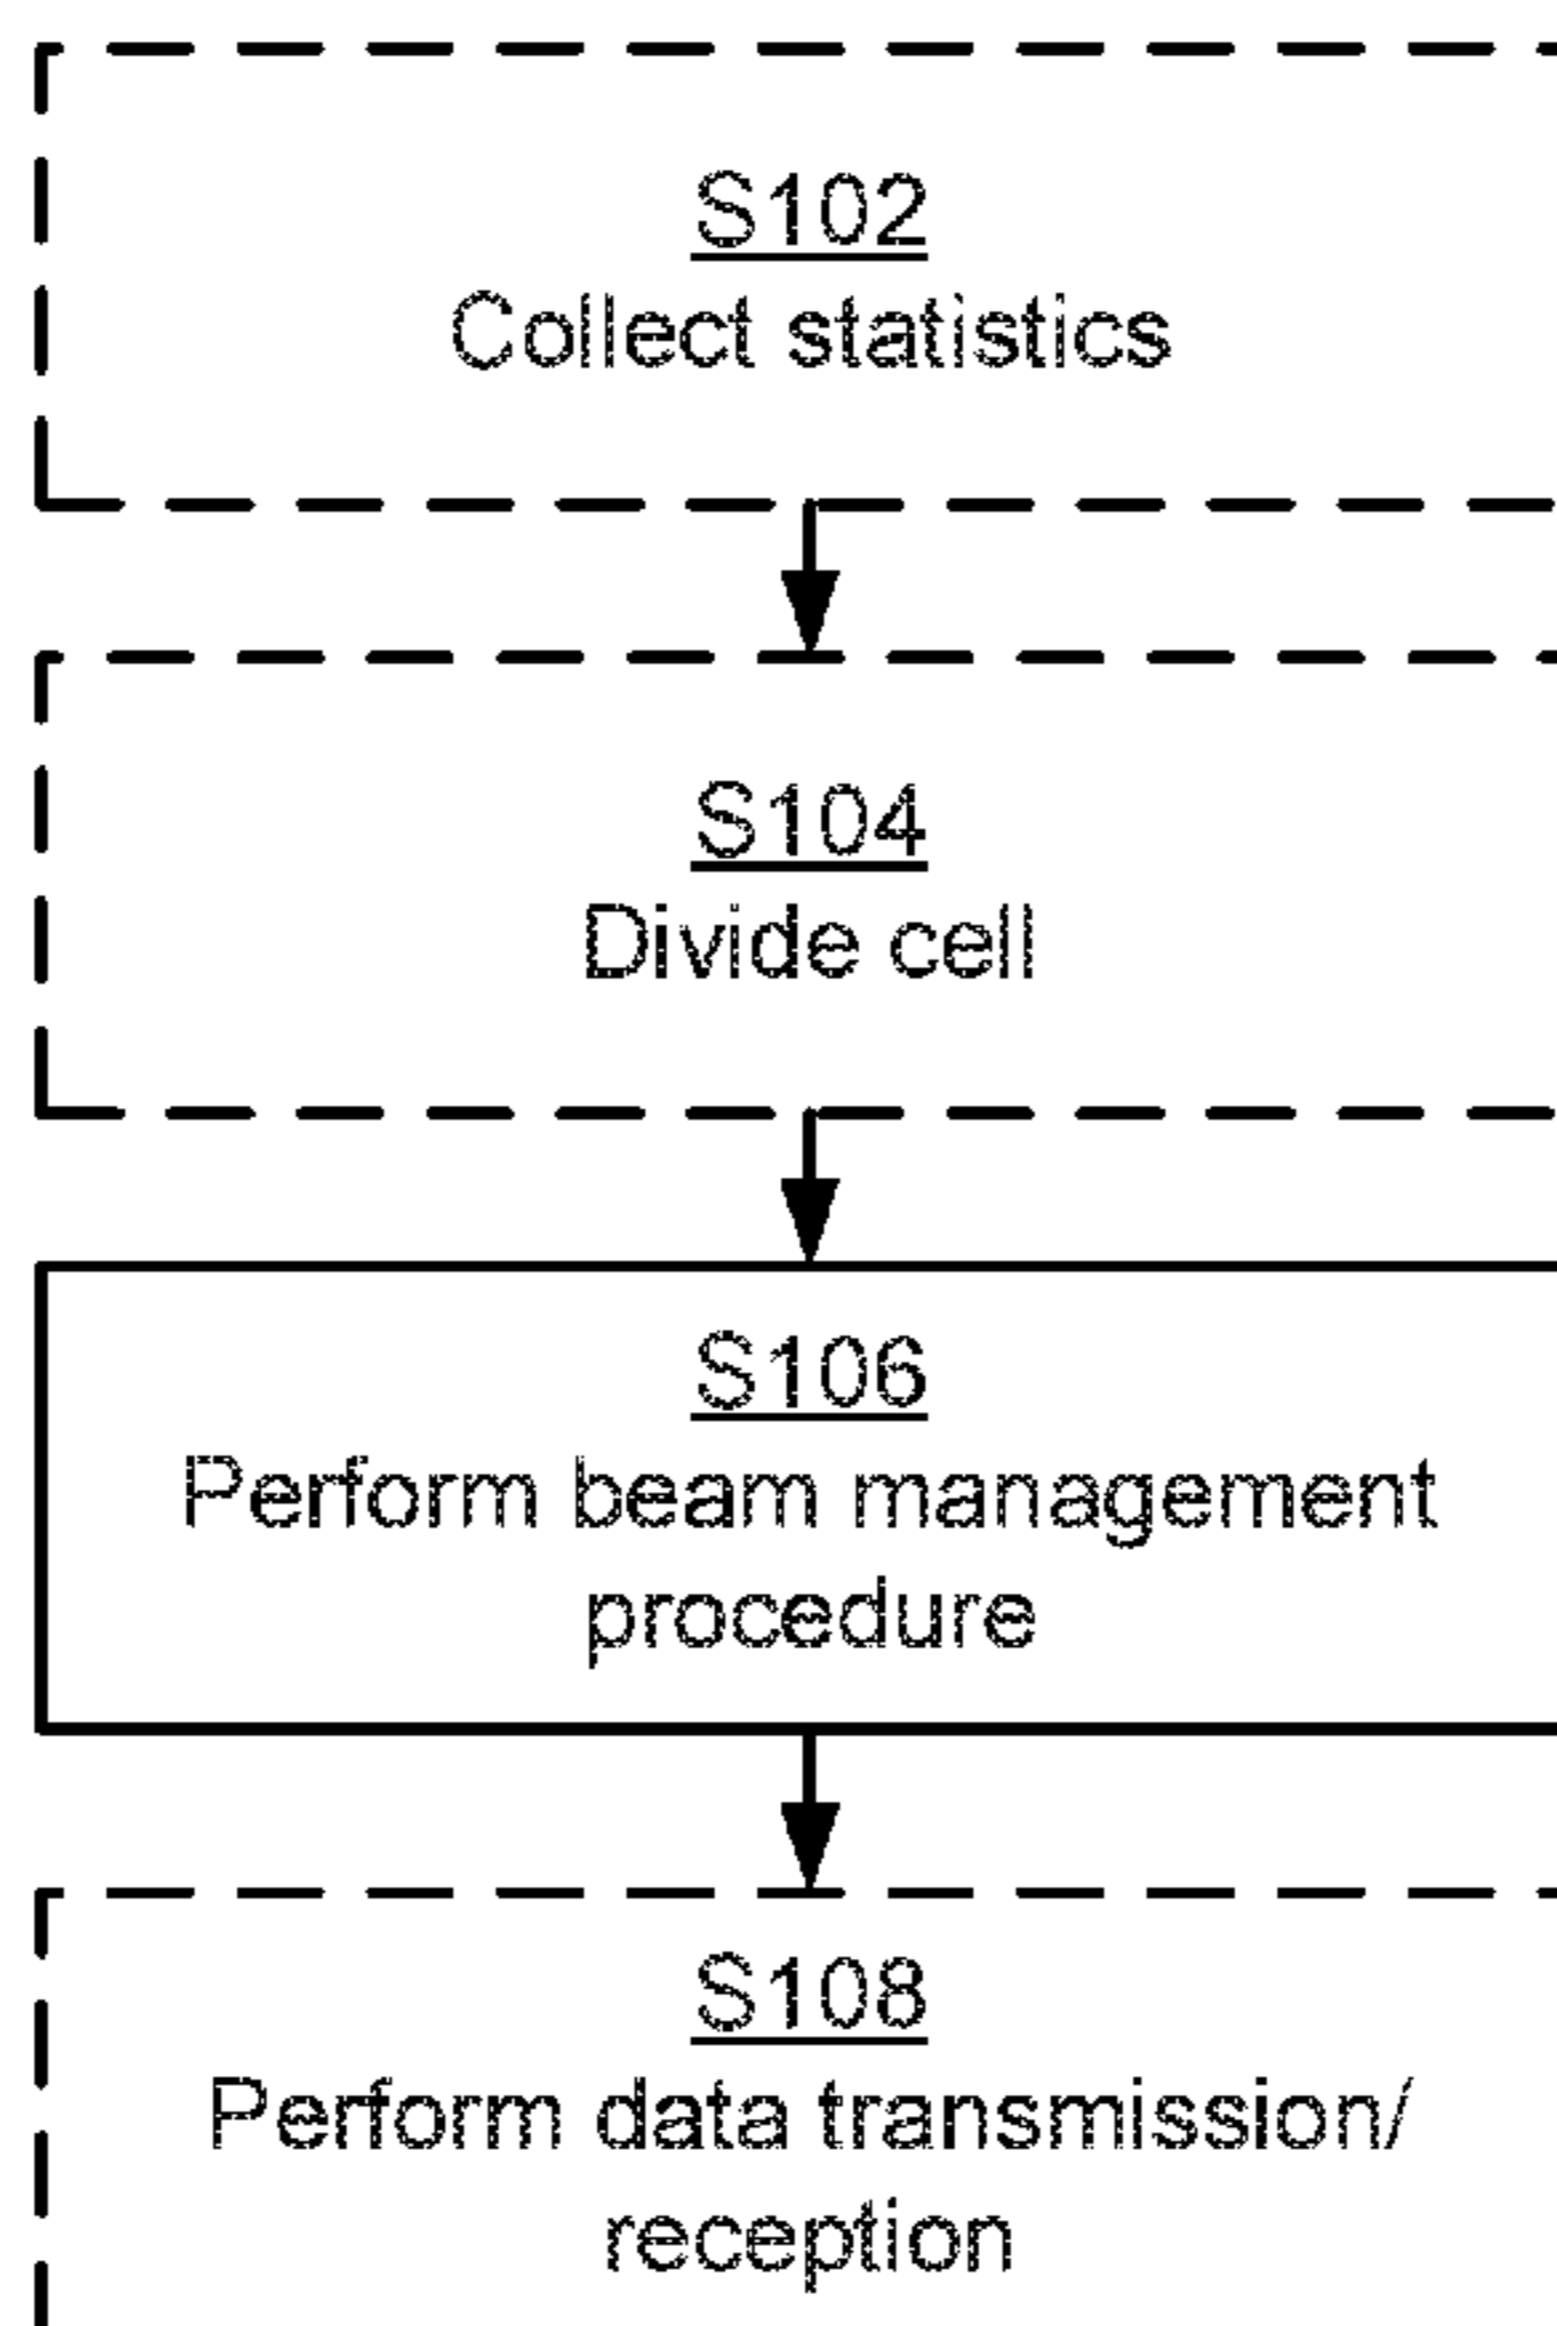 S102
Collect statistics
S104
Divide cell
S106
Perform beam management
procedure
S108
Perform data transmission/
reception